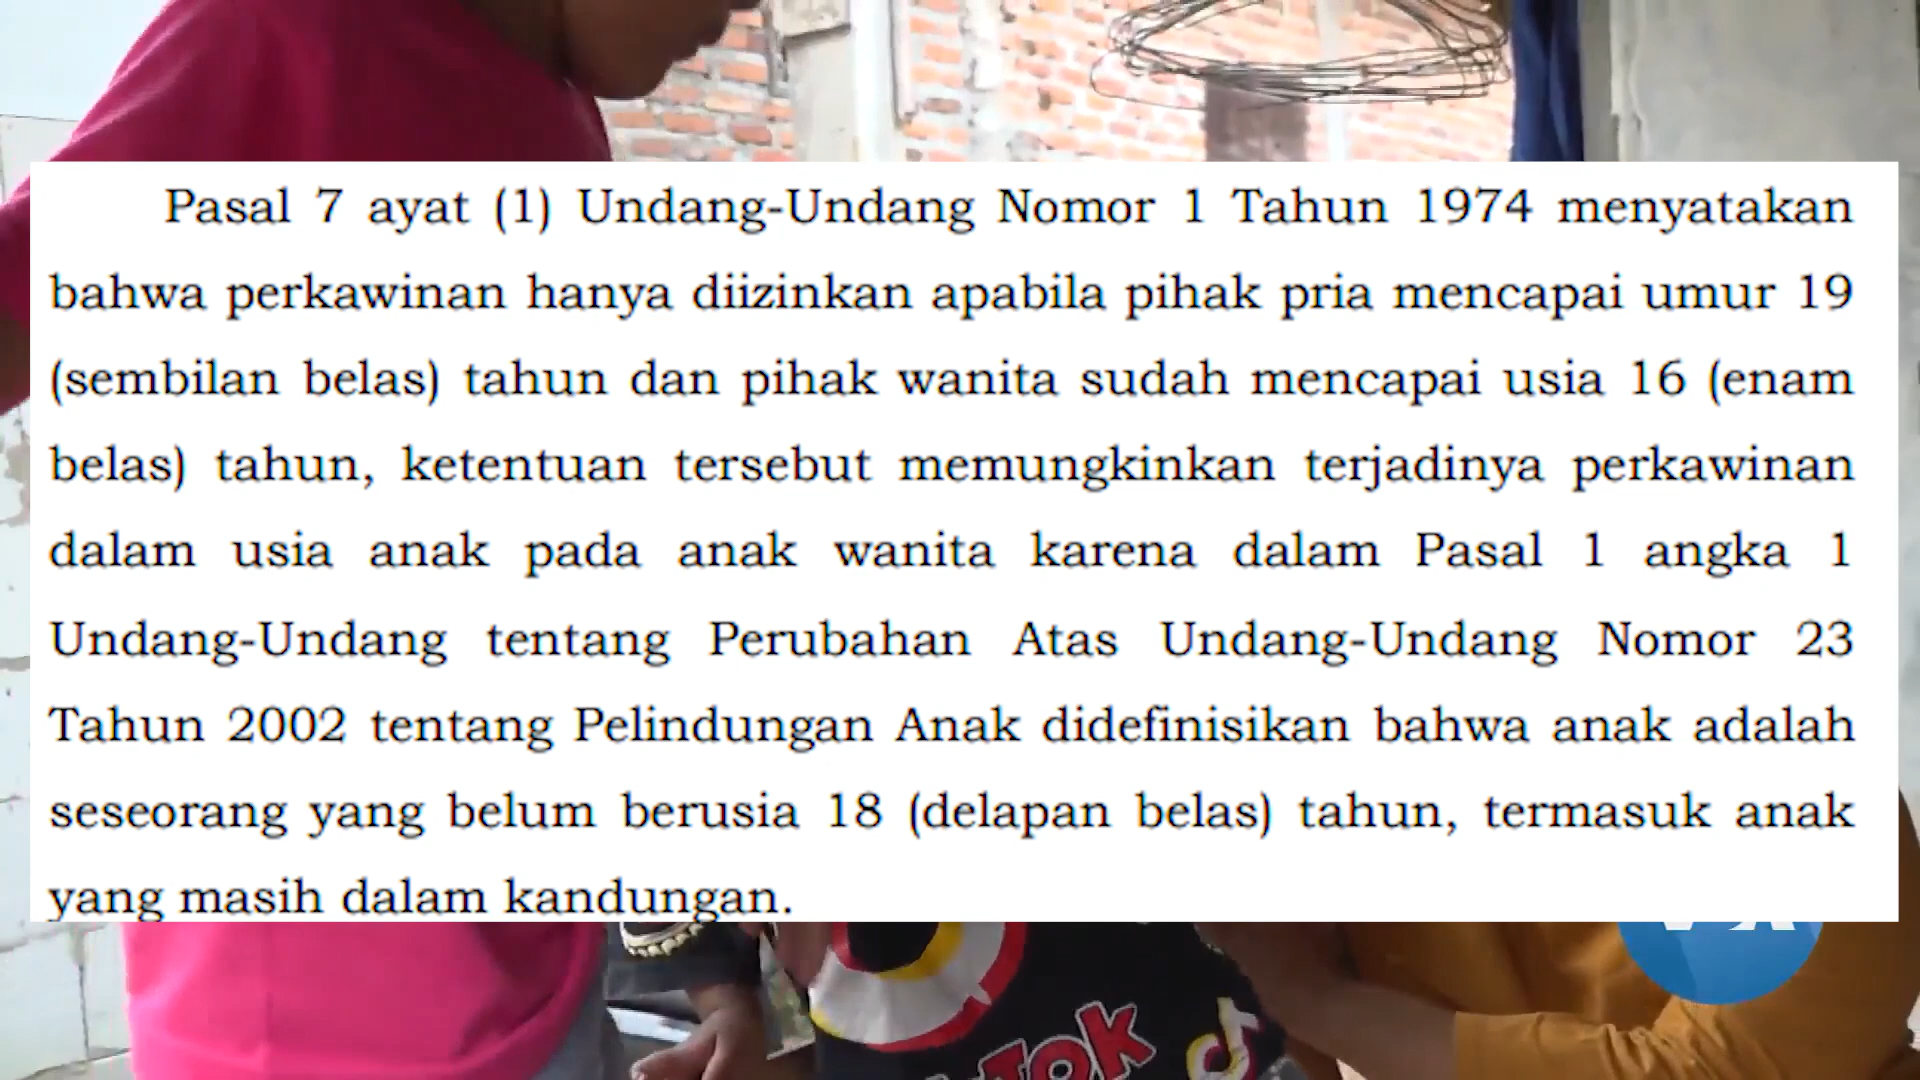 Pasal 7 ayat (1) Undang-Undang Nomor 1 Tahun 1974 menyatakan
bahwa perkawinan hanya diizinkan apabila pihak pria mencapai umur 19
(sembilan belas) tahun dan pihak wanita sudah mencapai usia 16 (enam
belas) tahun, ketentuan tersebut memungkinkan terjadinya perkawinan
dalam usia anak pada anak wanita karena dalam Pasal 1 angka 1
Undang-Undang tentang Perubahan Atas Undang-Undang Nomor 23
Tahun 2002 tentang Pelindungan Anak didefinisikan bahwa anak adalah
seseorang yang belum berusia 18 (delapan belas) tahun, termasuk anak
yang masih dalam kandungan.